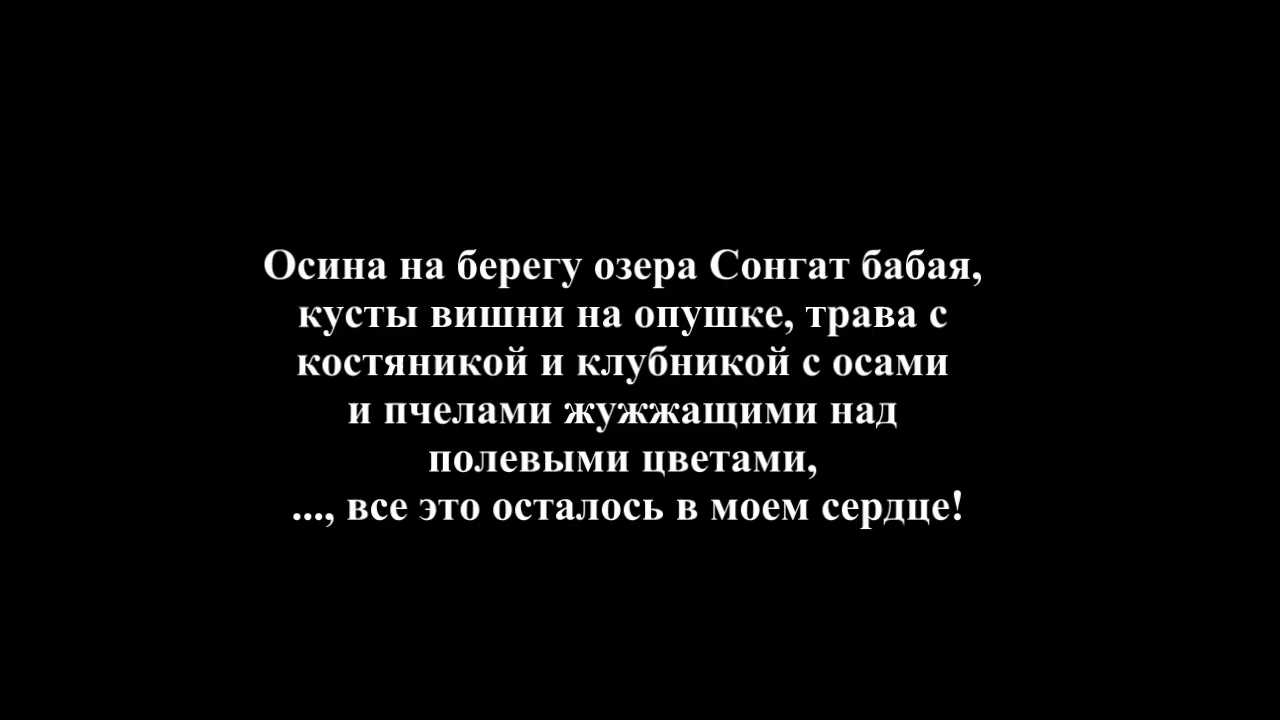 Осина на берегу озера Сонгат бабая,
кусты вишни на опушке, трава с
костяникой и клубникой с осами
и пчелами жужжащими над
полевыми цветами,
..., все это осталось в моем сердце!